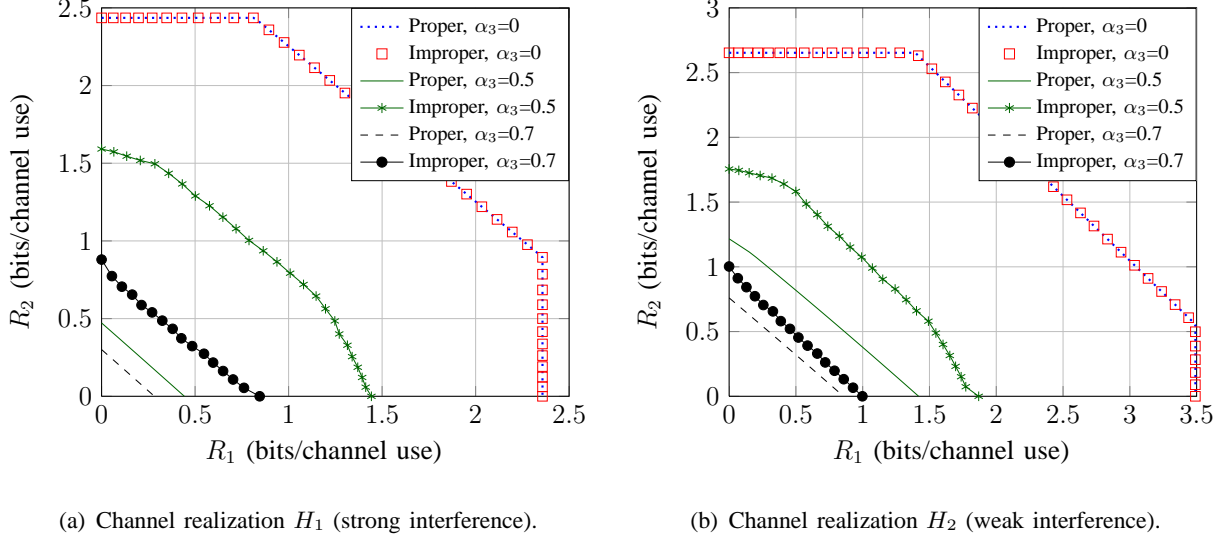 2.5
2
1.5
1
0.5
0
0
0.5
1
1.5
2
2.5
R₂ (bits/channel use)
R₁ (bits/channel use)
Proper, α₃=0
Improper, α₃=0
Proper, α₃=0.5
Improper, α₃=0.5
Proper, α₃=0.7
Improper, α₃=0.7
(a) Channel realization H₁ (strong interference).
3
2.5
2
1.5
1
0.5
0
0
0.5
1
1.5
2
2.5
3
3.5
R₂ (bits/channel use)
R₁ (bits/channel use)
Proper, α₃=0
Improper, α₃=0
Proper, α₃=0.5
Improper, α₃=0.5
Proper, α₃=0.7
Improper, α₃=0.7
(b) Channel realization H₂ (weak interference).